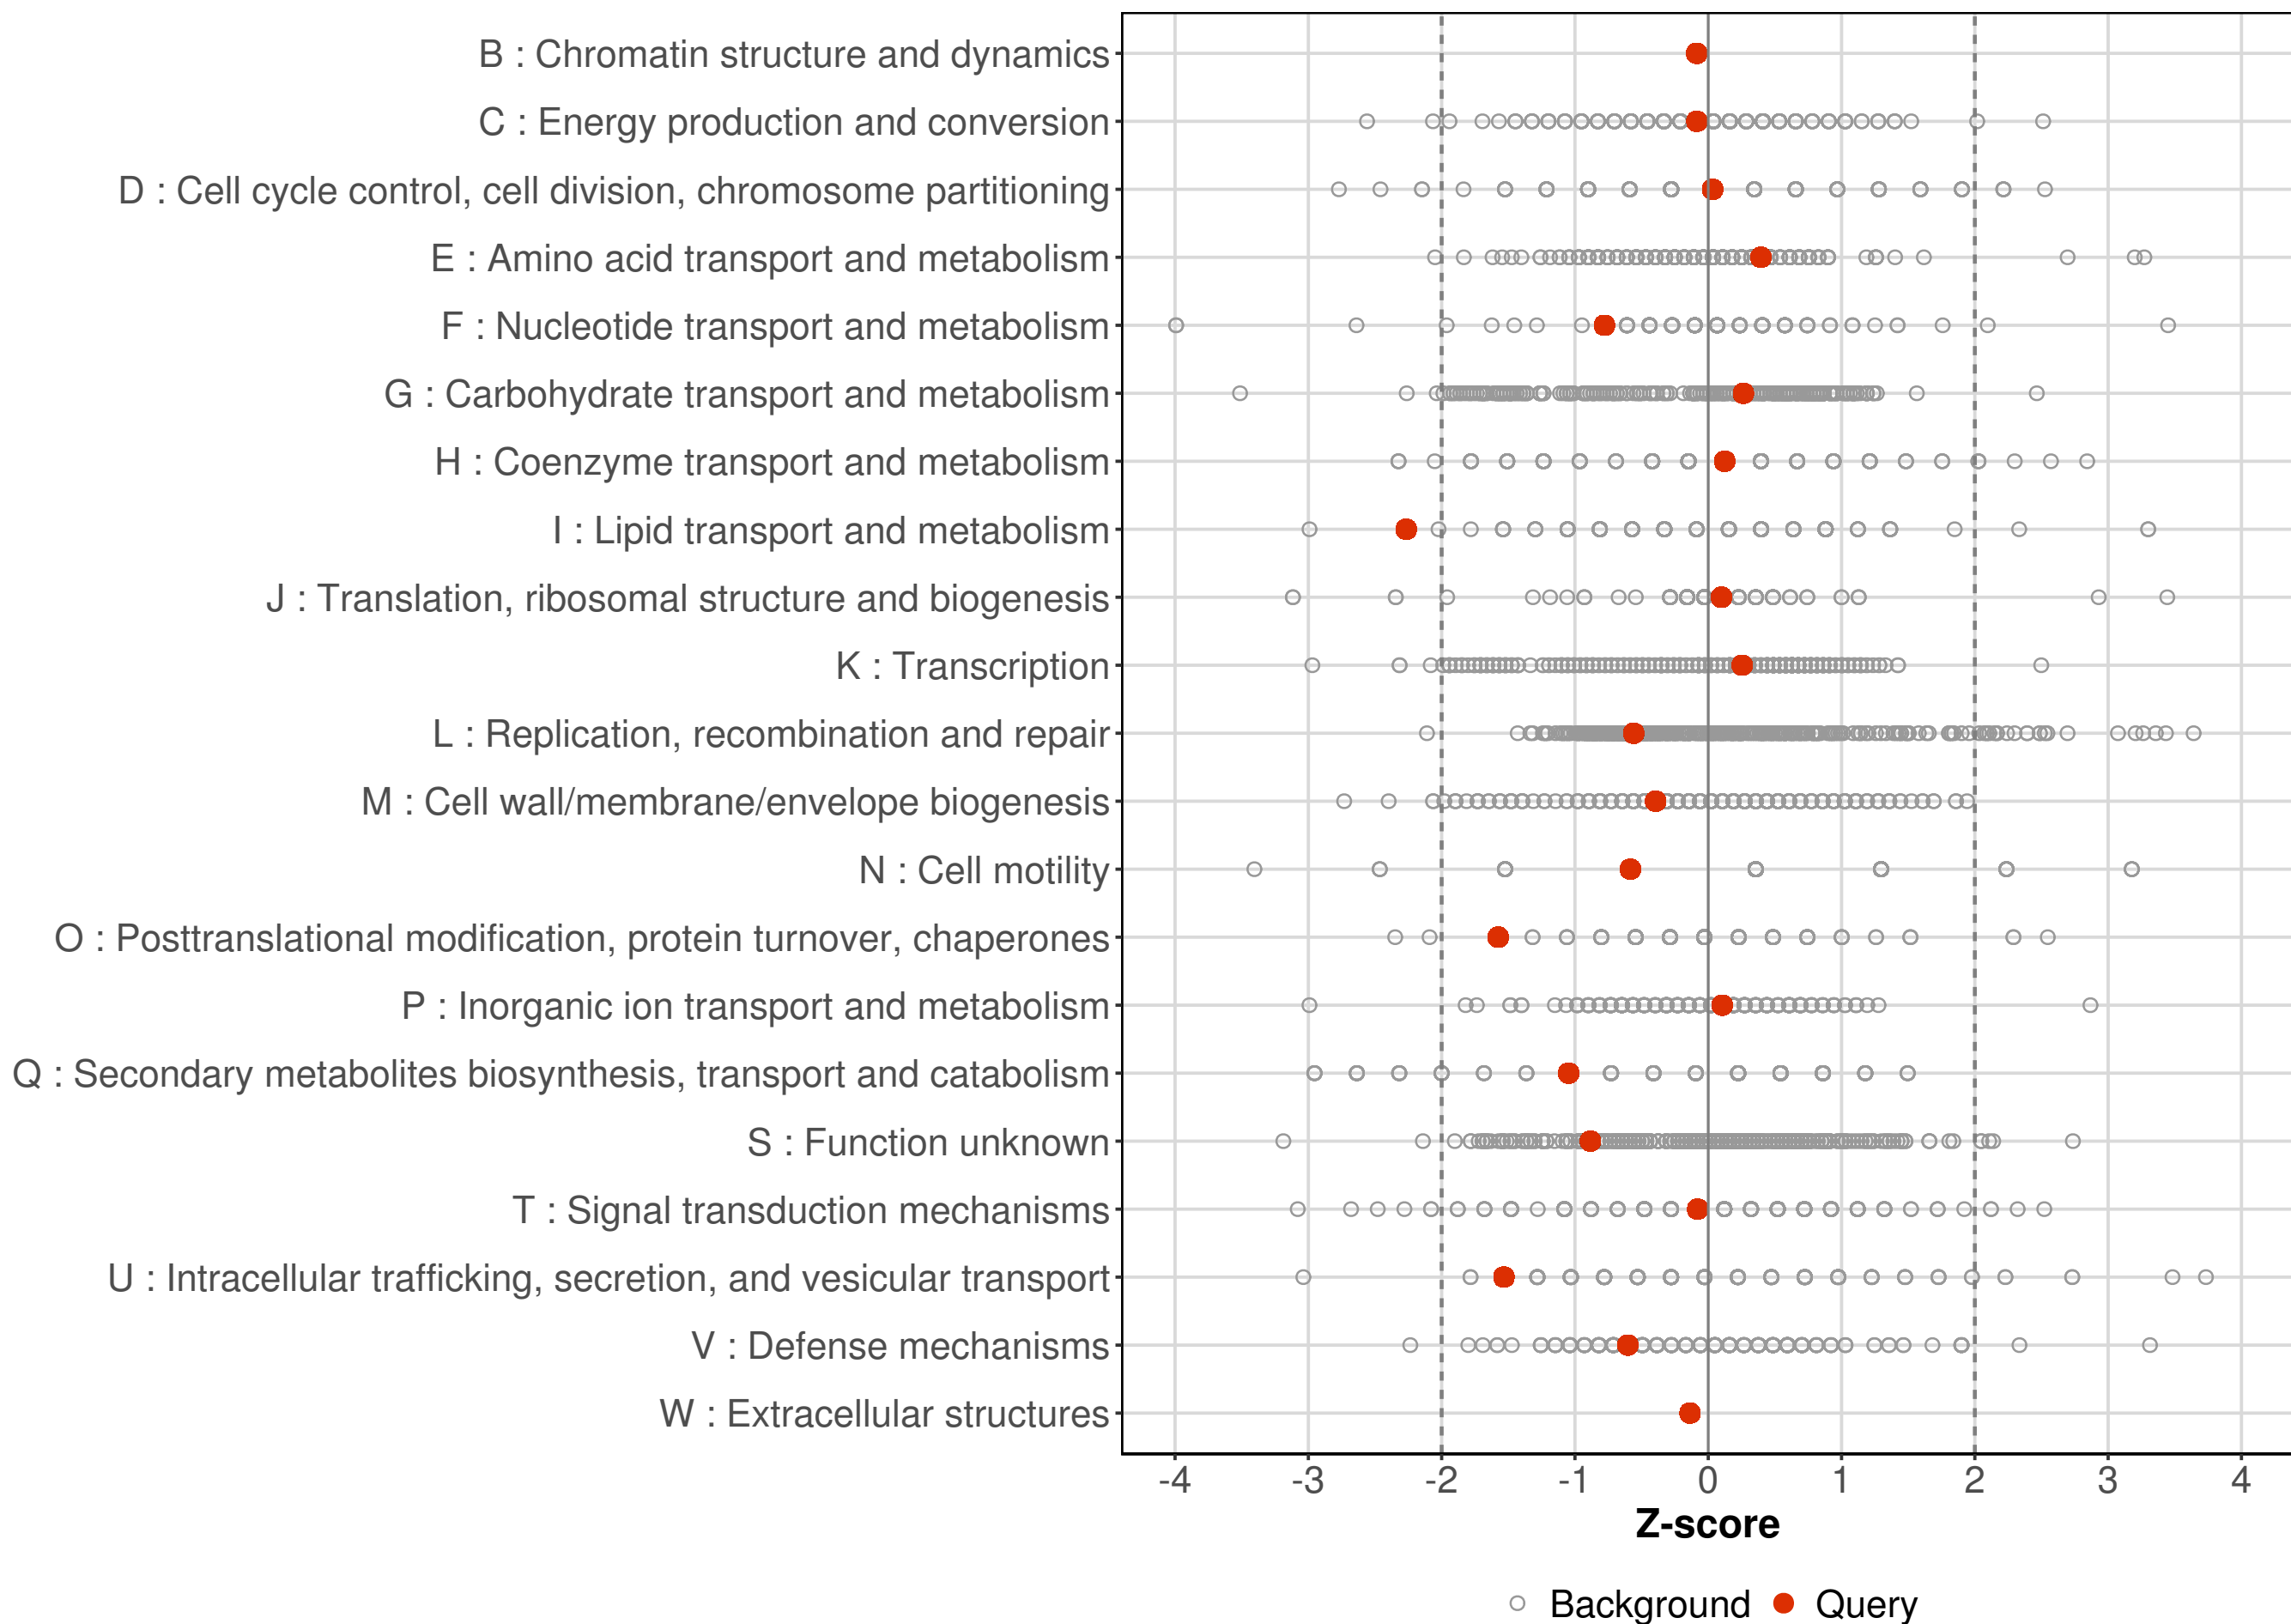 B : Chromatin structure and dynamics
C : Energy production and conversion
D : Cell cycle control, cell division, chromosome partitioning
E : Amino acid transport and metabolism
F : Nucleotide transport and metabolism
G : Carbohydrate transport and metabolism
H : Coenzyme transport and metabolism
I : Lipid transport and metabolism
J : Translation, ribosomal structure and biogenesis
K : Transcription
L : Replication, recombination and repair
M : Cell wall/membrane/envelope biogenesis
N : Cell motility
O : Posttranslational modification, protein turnover, chaperones
P : Inorganic ion transport and metabolism
Q : Secondary metabolites biosynthesis, transport and catabolism
S : Function unknown
T : Signal transduction mechanisms
U : Intracellular trafficking, secretion, and vesicular transport
V : Defense mechanisms
W : Extracellular structures
-4 -3 -2 -1 0 1 2 3 4
Z-score
Background Query